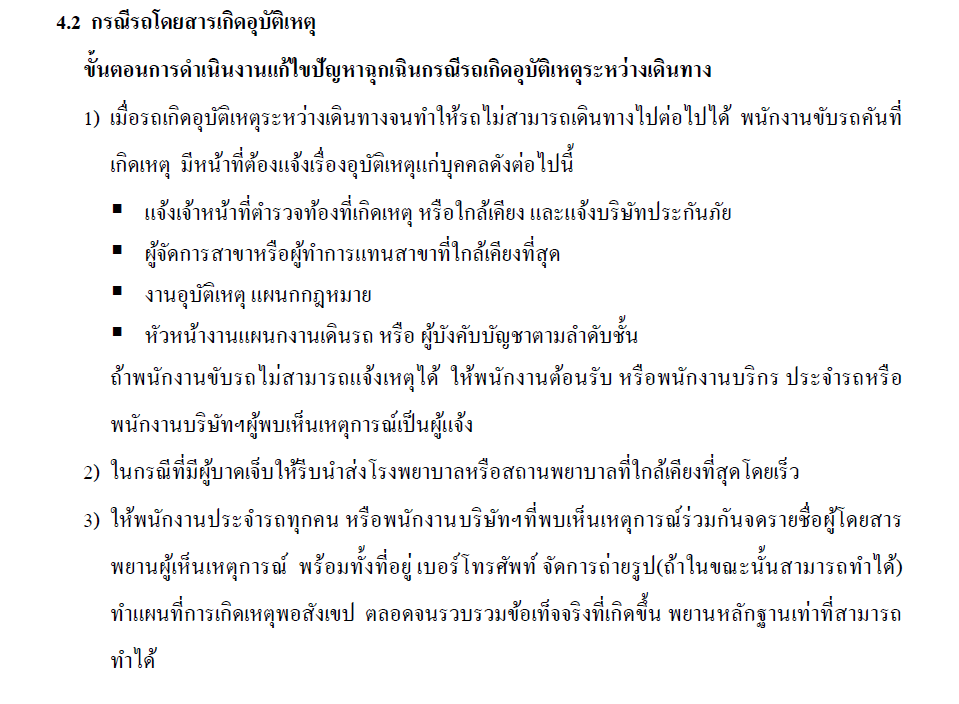 4.2 กรณีรถโดยสารเกิดอุบัติเหตุ
ขั้นตอนการดำเนินงานแก้ไขปัญหาฉุกเฉินกรณีรถเกิดอุบัติเหตุระหว่างเดินทาง
1) เมื่อรถเกิดอุบัติเหตุระหว่างเดินทางจนทำให้รถไม่สามารถเดินทางไปต่อไปได้ พนักงานขับรถคันที่
เกิดเหตุ มีหน้าที่ต้องแจ้งเรื่องอุบัติเหตุแก่บุคคลดังต่อไปนี้
▪ แจ้งเจ้าหน้าที่ตำรวจท้องที่เกิดเหตุ หรือใกล้เคียง และแจ้งบริษัทประกันภัย
▪ ผู้จัดการสาขาหรือผู้ทำการแทนสาขาที่ใกล้เคียงที่สุด
▪ งานอุบัติเหตุ แผนกกฎหมาย
▪ หัวหน้างานแผนกงานเดินรถ หรือ ผู้บังคับบัญชาตามลำดับชั้น
ถ้าพนักงานขับรถไม่สามารถแจ้งเหตุได้ ให้พนักงานต้อนรับ หรือพนักงานบริกร ประจำรถหรือ
พนักงานบริษัทฯผู้พบเห็นเหตุการณ์เป็นผู้แจ้ง
2) ในกรณีที่มีผู้บาดเจ็บให้รีบนำส่งโรงพยาบาลหรือสถานพยาบาลที่ใกล้เคียงที่สุดโดยเร็ว
3) ให้พนักงานประจำรถทุกคน หรือพนักงานบริษัทฯที่พบเห็นเหตุการณ์ร่วมกันจดรายชื่อผู้โดยสาร
พยานผู้เห็นเหตุการณ์ พร้อมทั้งที่อยู่ เบอร์โทรศัพท์ จัดการถ่ายรูป(ถ้าในขณะนั้นสามารถทำได้)
ทำแผนที่การเกิดเหตุพอสังเขป ตลอดจนรวบรวมข้อเท็จจริงที่เกิดขึ้น พยานหลักฐานเท่าที่สามารถ
ทำได้